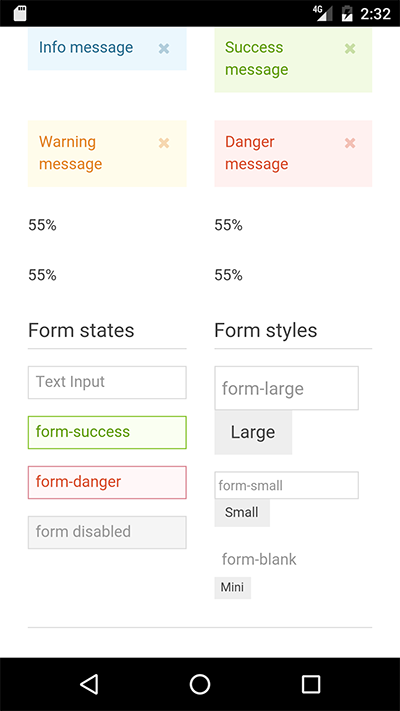 4G 2:32
Info message
Success
message
Warning
message
Danger
message
55%
55%
55%
55%
Form states
Form styles
Text Input
form-success
form-danger
form disabled
form-large
Large
form-small
Small
form-blank
Mini